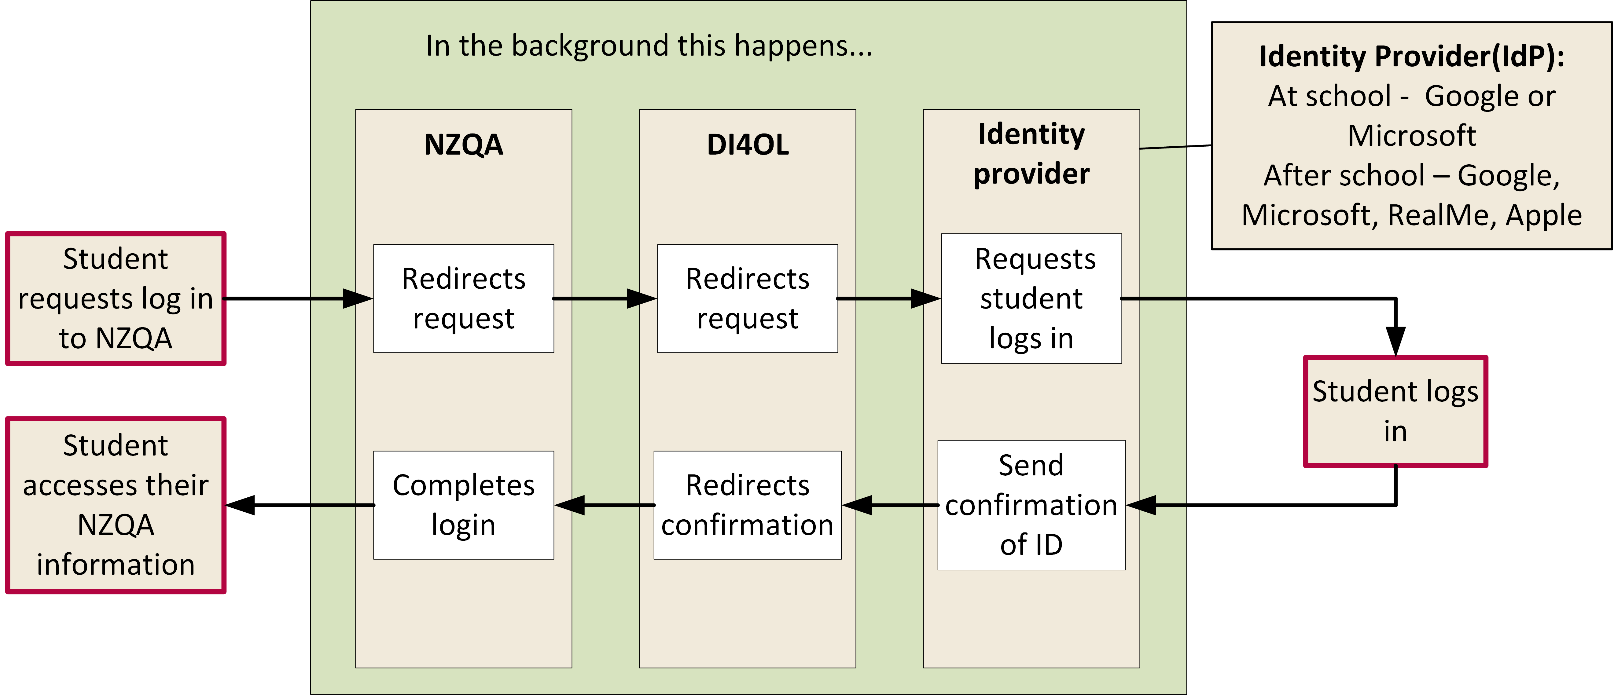 In the background this happens...
Identity Provider(IdP):
At school - Google or
Microsoft
After school – Google,
Microsoft, RealMe, Apple
NZQA
DI4OL
Identity
provider
Student
requests log in
to NZQA
Redirects
request
Redirects
request
Requests
student
logs in
Student logs
in
Send
confirmation
of ID
Redirects
confirmation
Completes
login
Student
accesses their
NZQA
information